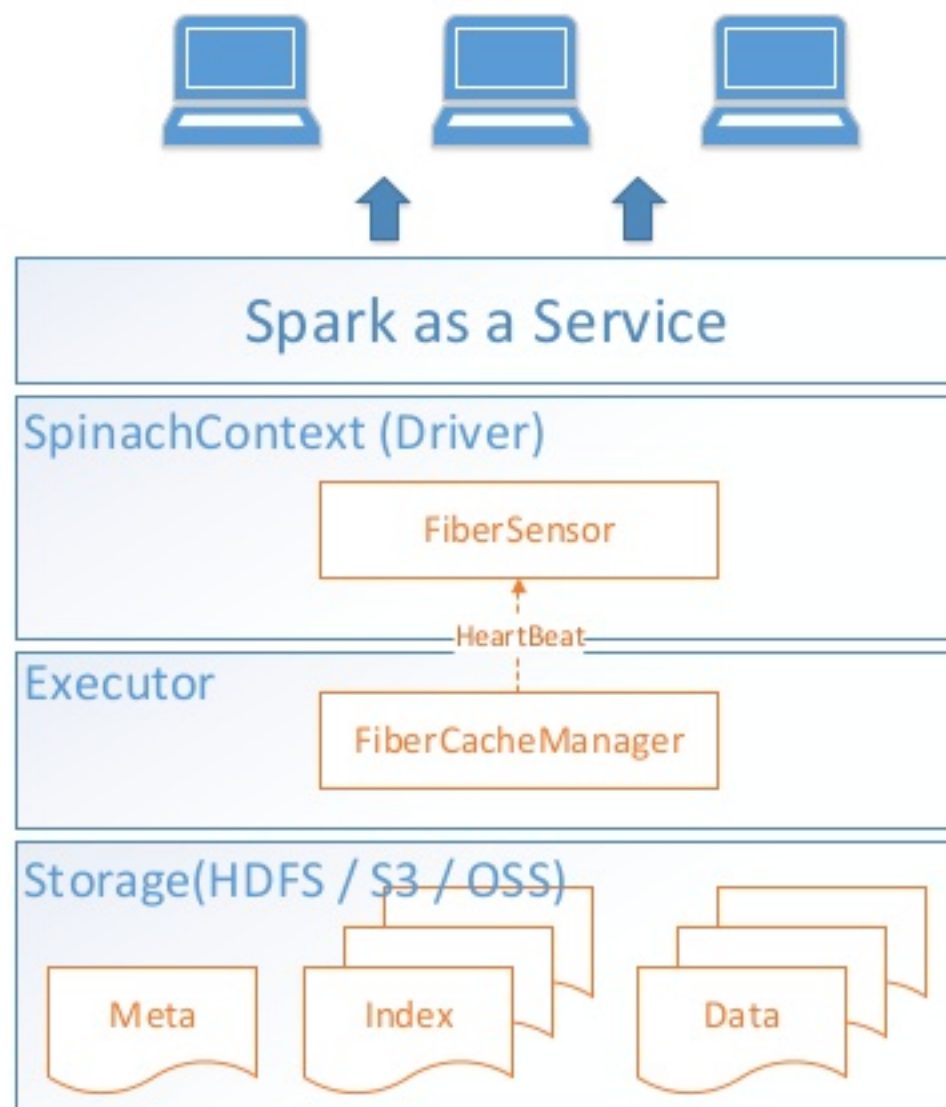 Spark as a Service
SpinachContext (Driver)
FiberSensor
HeartBeat
Executor
FiberCacheManager
Storage(HDFS / S3 / OSS)
Meta
Index
Data